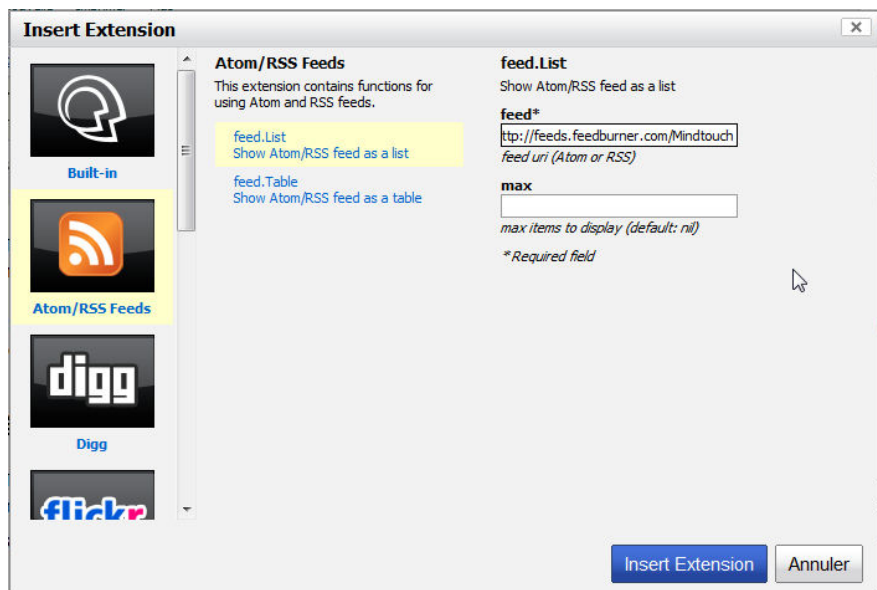 Insert Extension
Built-in
Atom/RSS Feeds
digg
Digg
flickr
Atom/RSS Feeds
This extension contains functions for
using Atom and RSS feeds.
feed.List
Show Atom/RSS feed as a list
feed.Table
Show Atom/RSS feed as a table
feed.List
Show Atom/RSS feed as a list
feed*
ttp://feeds.feedburner.com/Mindtouch
feed uri (Atom or RSS)
max
max items to display (default: nil)
*Required field
Insert Extension
Annuler